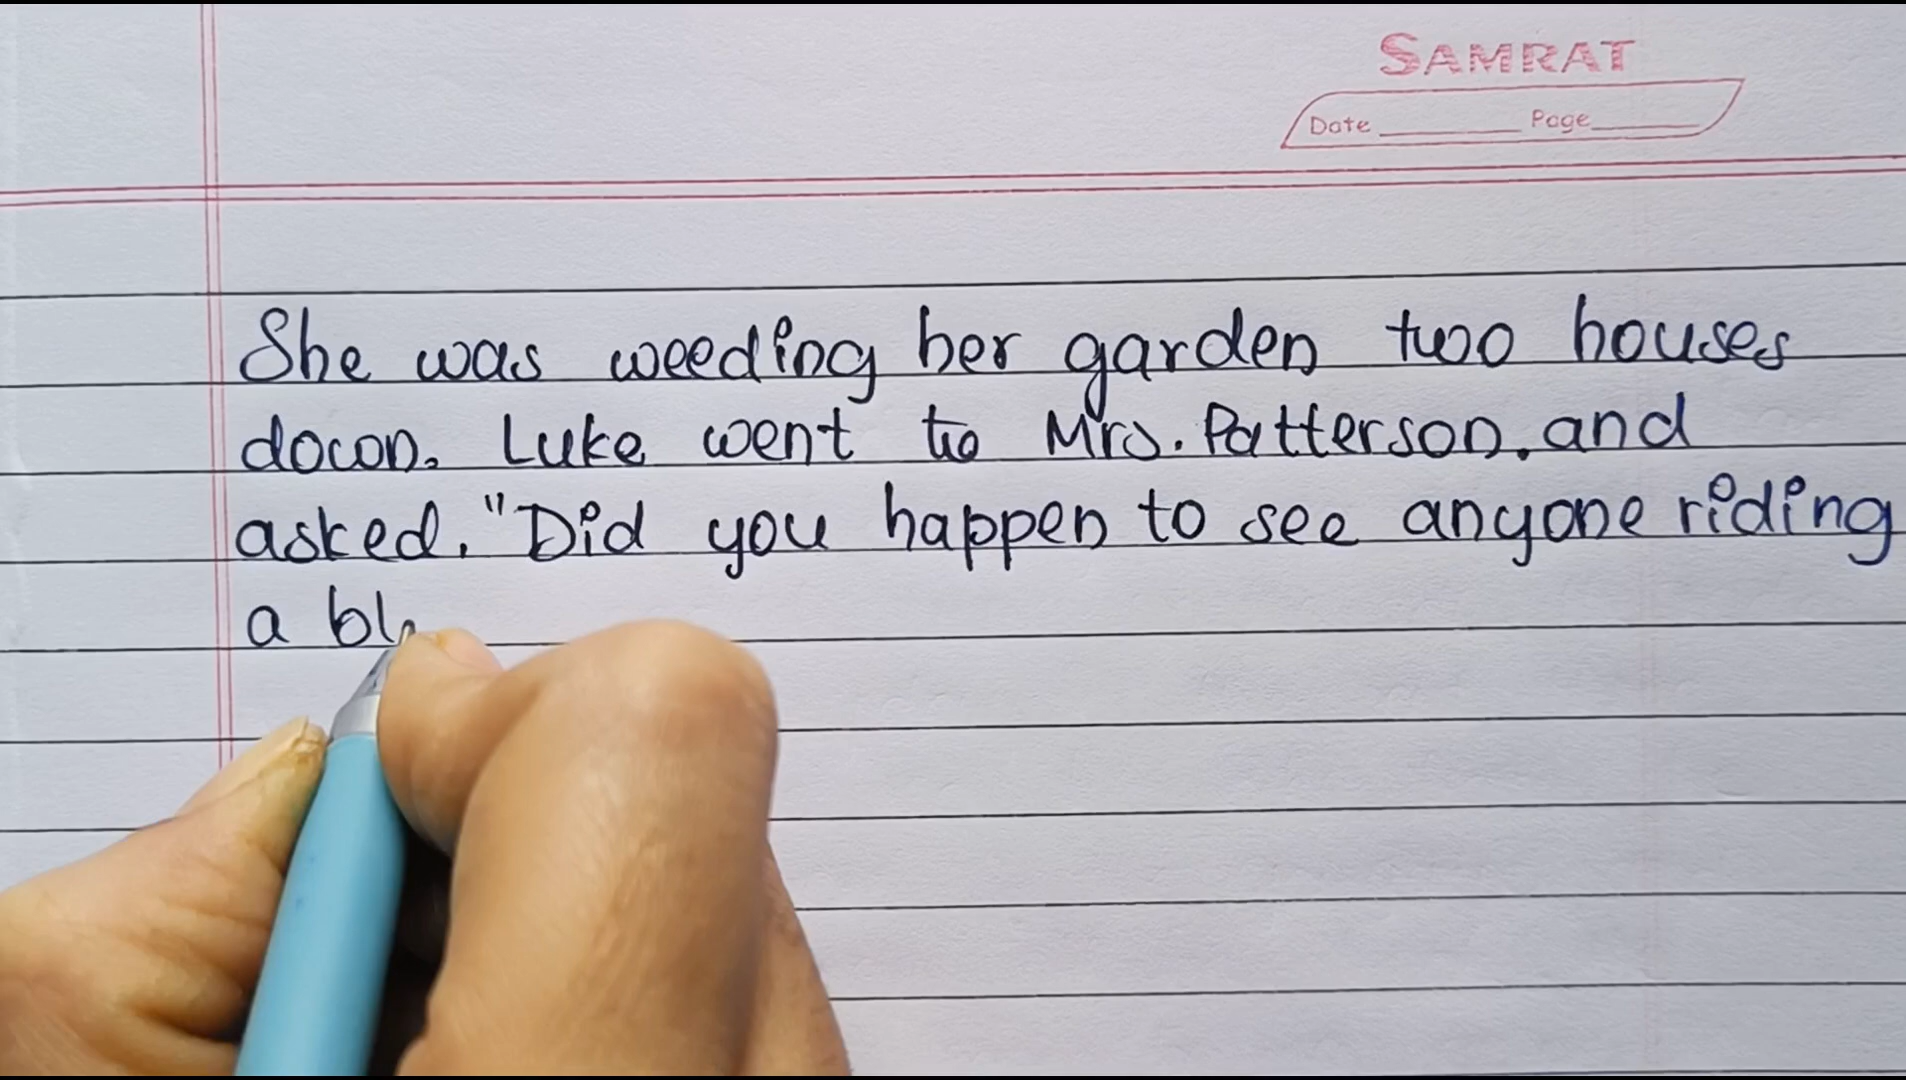 SAMRAT
Date Page
She was weeding her garden two houses
down. Luke went to Mrs. Patterson. and
asked. "Did you happen to see anyone riding
a bl